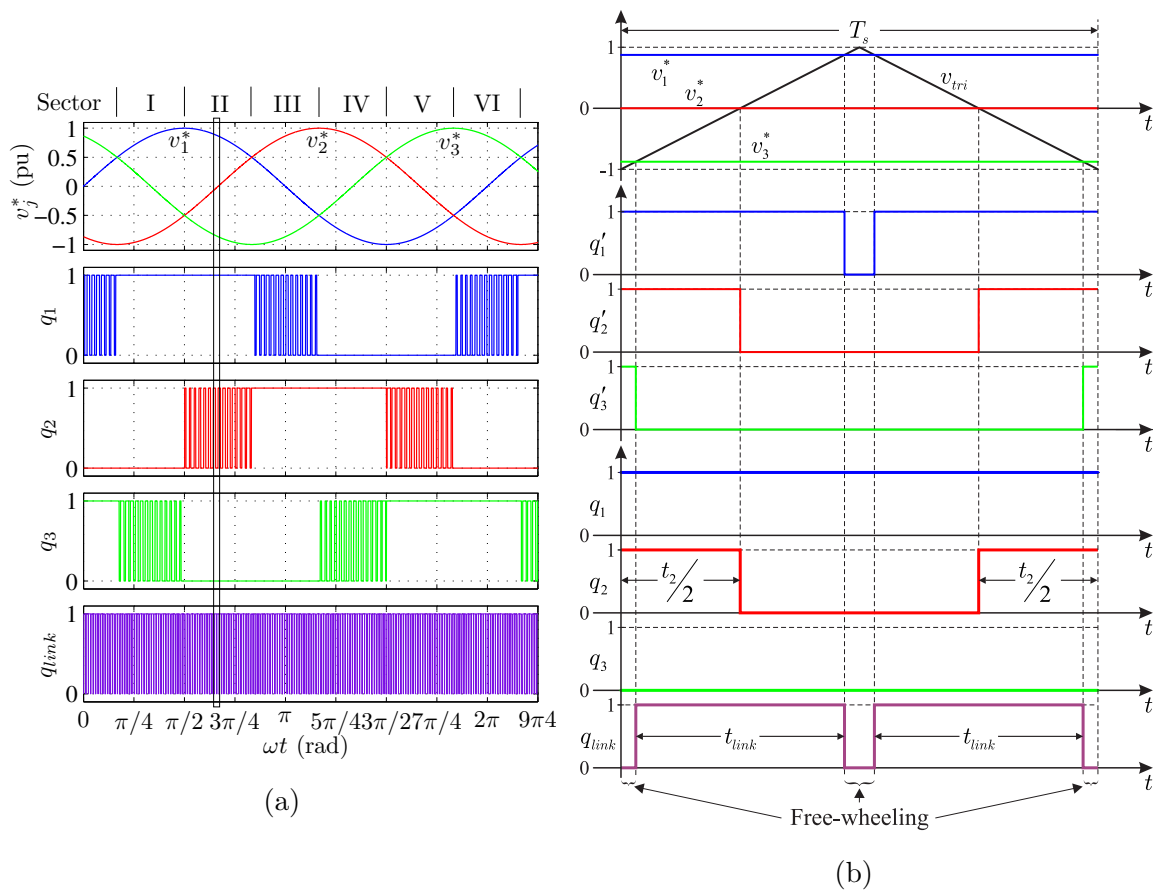 Sector I II III IV V VI
1
0.5
0
−0.5
−1
v*j (pu)
v*1 v*2 v*3
1
0
q1
1
0
q2
1
0
q3
1
0
qlink
0 π/4 π/2 3π/4 π 5π/4 3π/2 7π/4 2π 9π4
ωt (rad)
(a)
Ts
1
v*1
v*2
vtri
0
t
v*3
-1
1
q′1
0
t
1
q′2
0
t
1
q′3
0
t
1
q1
0
t
1
t2/2 t2/2
q2
0
t
1
q3
0
t
1
tlink tlink
qlink
0
t
Free-wheeling
(b)